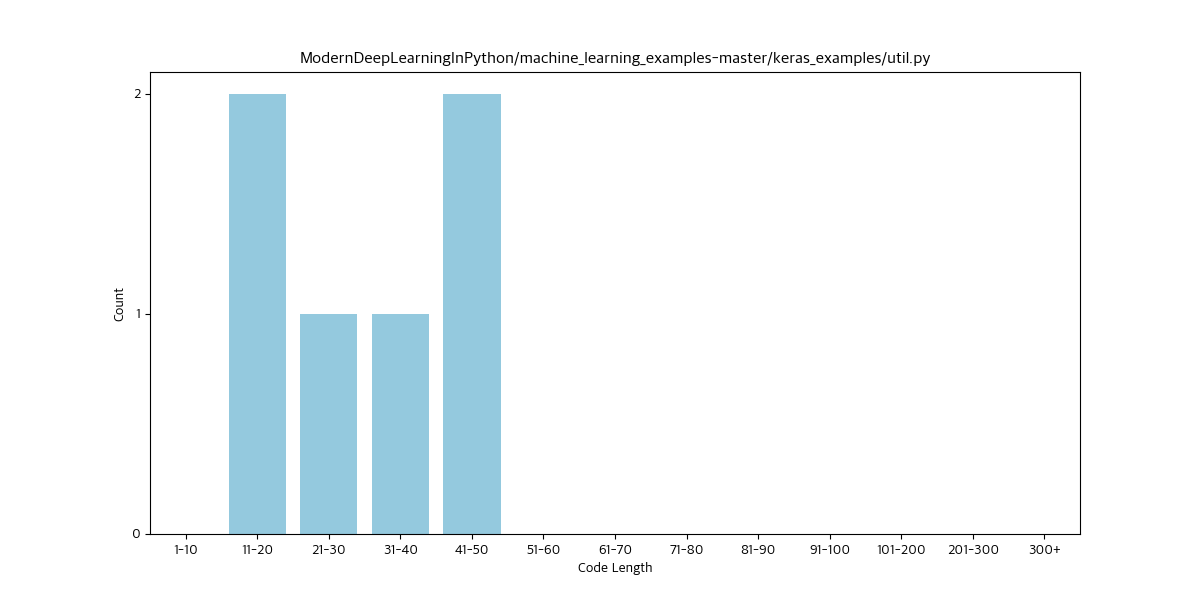 ModernDeepLearningInPython/machine_learning_examples-master/keras_examples/util.py
2
1
0
Count
1-10 11-20 21-30 31-40 41-50 51-60 61-70 71-80 81-90 91-100 101-200 201-300 300+
Code Length